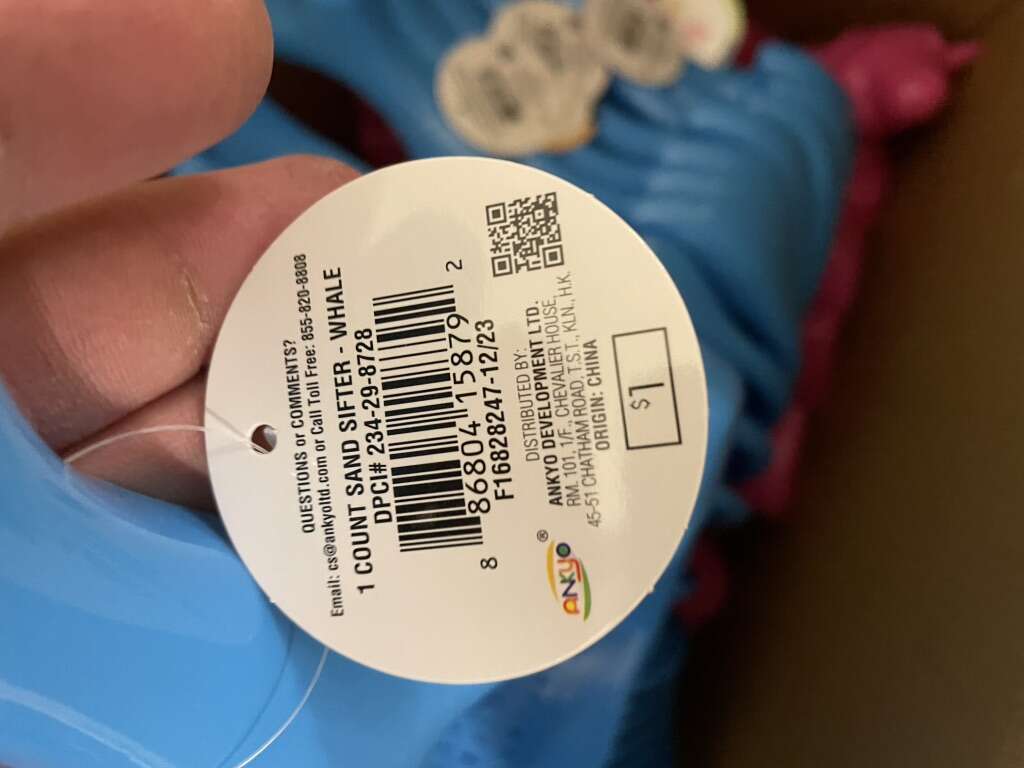 QUESTIONS or COMMENTS?
Email: cs@ankyoltd.com or Call Toll Free: 855-820-8808
1 COUNT SAND SIFTER - WHALE
DPCI# 234-29-8728
8 86804 15879 2
F1628247-12/23
DISTRIBUTED BY:
ANKYO DEVELOPMENT LTD.
RM. 101, 1/F., CHEVALIER HOUSE,
45-51 CHATHAM ROAD, T.S.T., KLN., H.K.
ORIGIN: CHINA
ANKYO®
$1